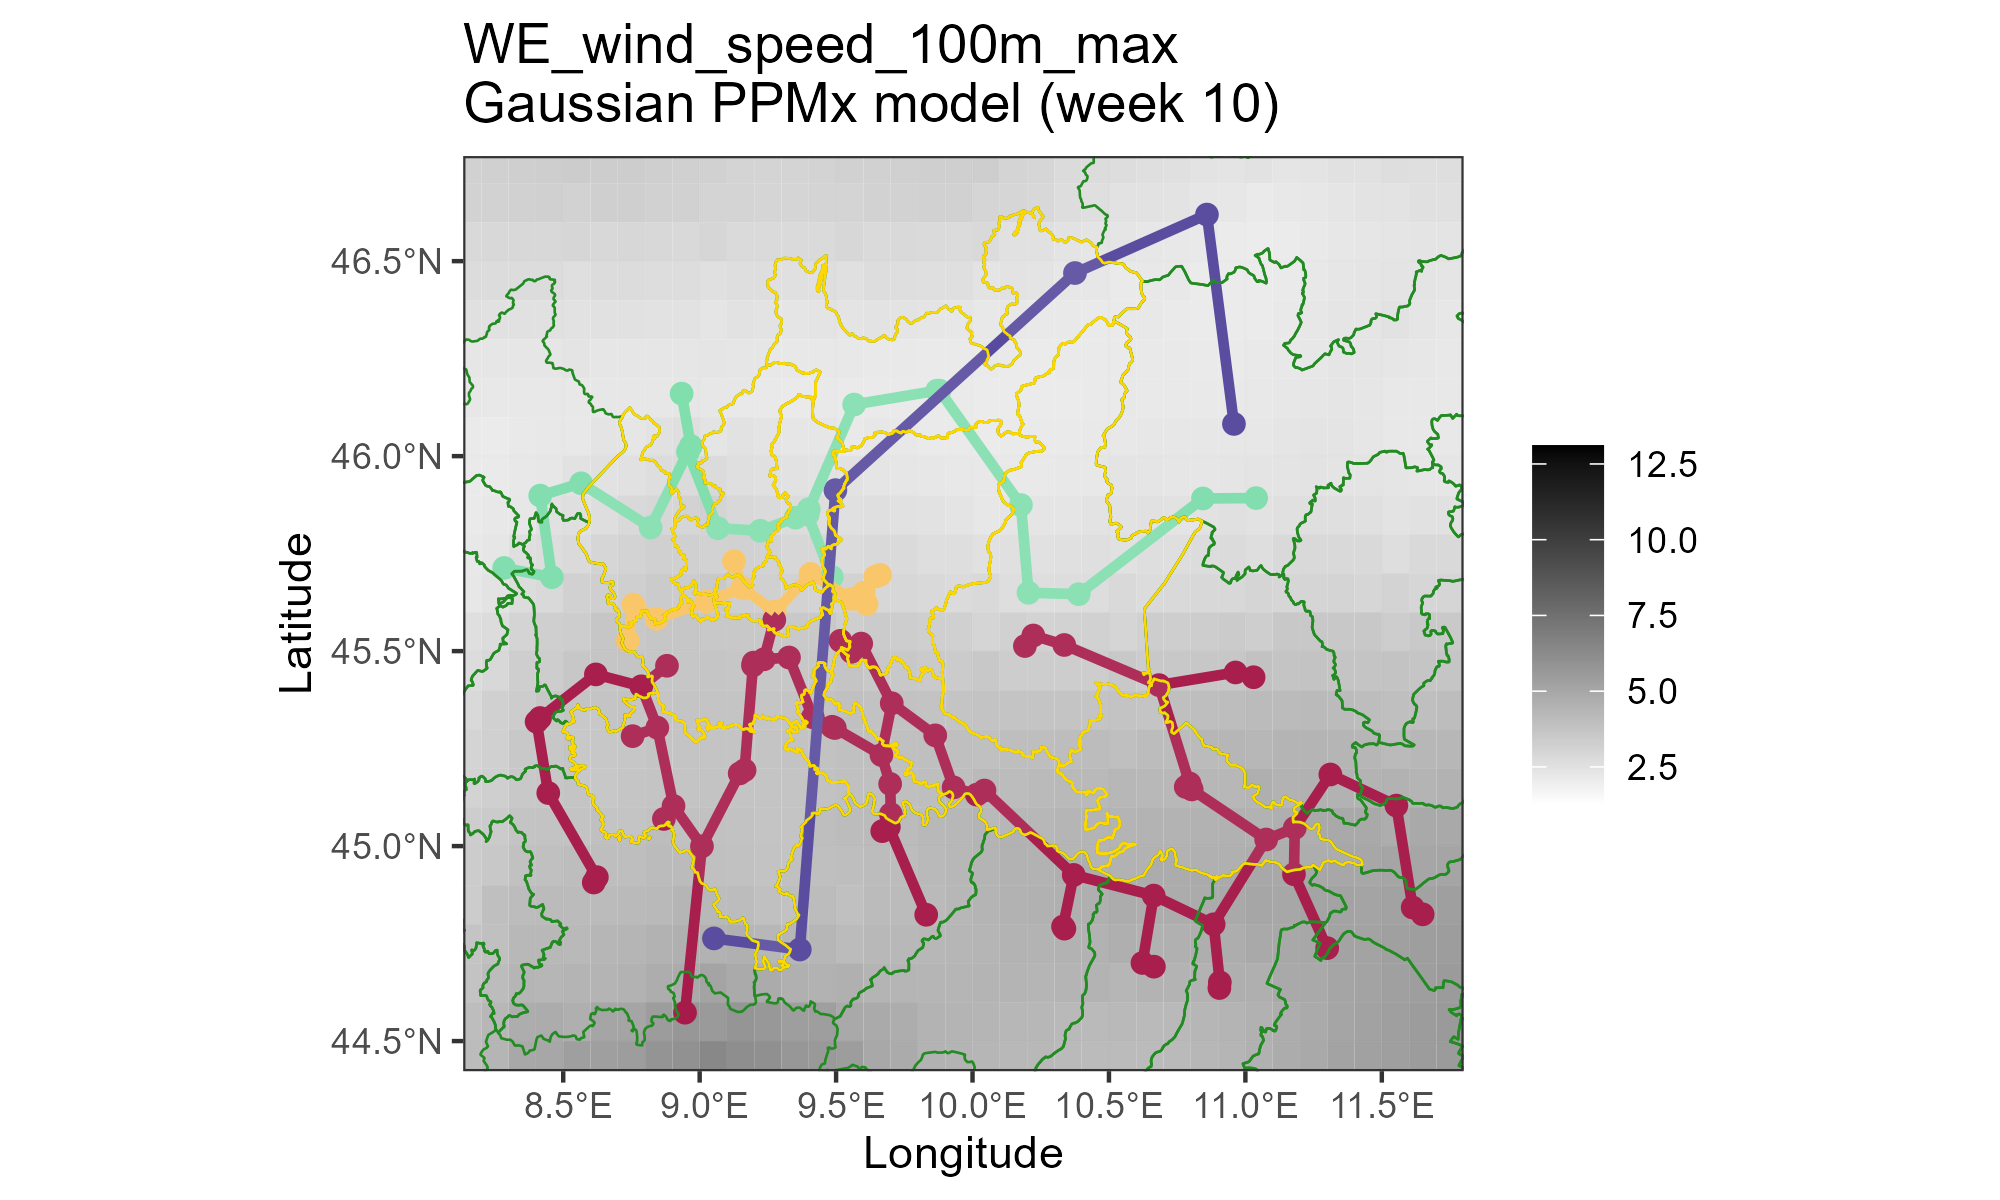 WE_wind_speed_100m_max
Gaussian PPMx model (week 10)
Latitude
46.5°N
46.0°N
45.5°N
45.0°N
44.5°N
8.5°E
9.0°E
9.5°E
10.0°E
10.5°E
11.0°E
11.5°E
Longitude
12.5
10.0
7.5
5.0
2.5